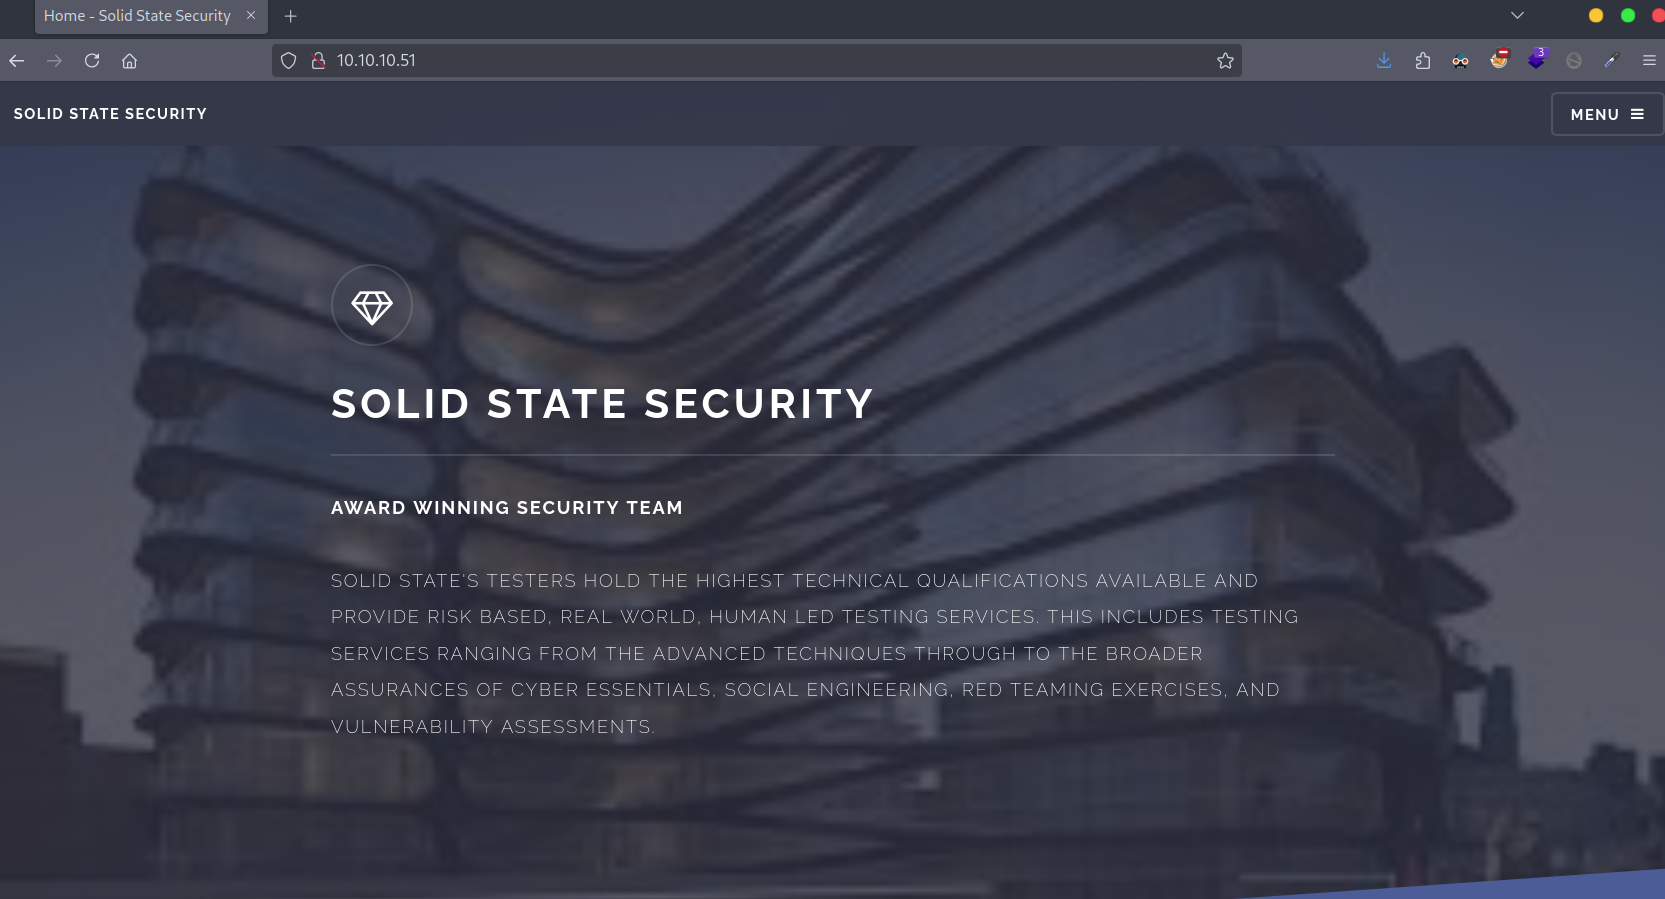 Home - Solid State Security
10.10.10.51
3
SOLID STATE SECURITY
MENU
SOLID STATE SECURITY
AWARD WINNING SECURITY TEAM
SOLID STATE'S TESTERS HOLD THE HIGHEST TECHNICAL QUALIFICATIONS AVAILABLE AND
PROVIDE RISK BASED, REAL WORLD, HUMAN LED TESTING SERVICES. THIS INCLUDES TESTING
SERVICES RANGING FROM THE ADVANCED TECHNIQUES THROUGH TO THE BROADER
ASSURANCES OF CYBER ESSENTIALS, SOCIAL ENGINEERING, RED TEAMING EXERCISES, AND
VULNERABILITY ASSESSMENTS.